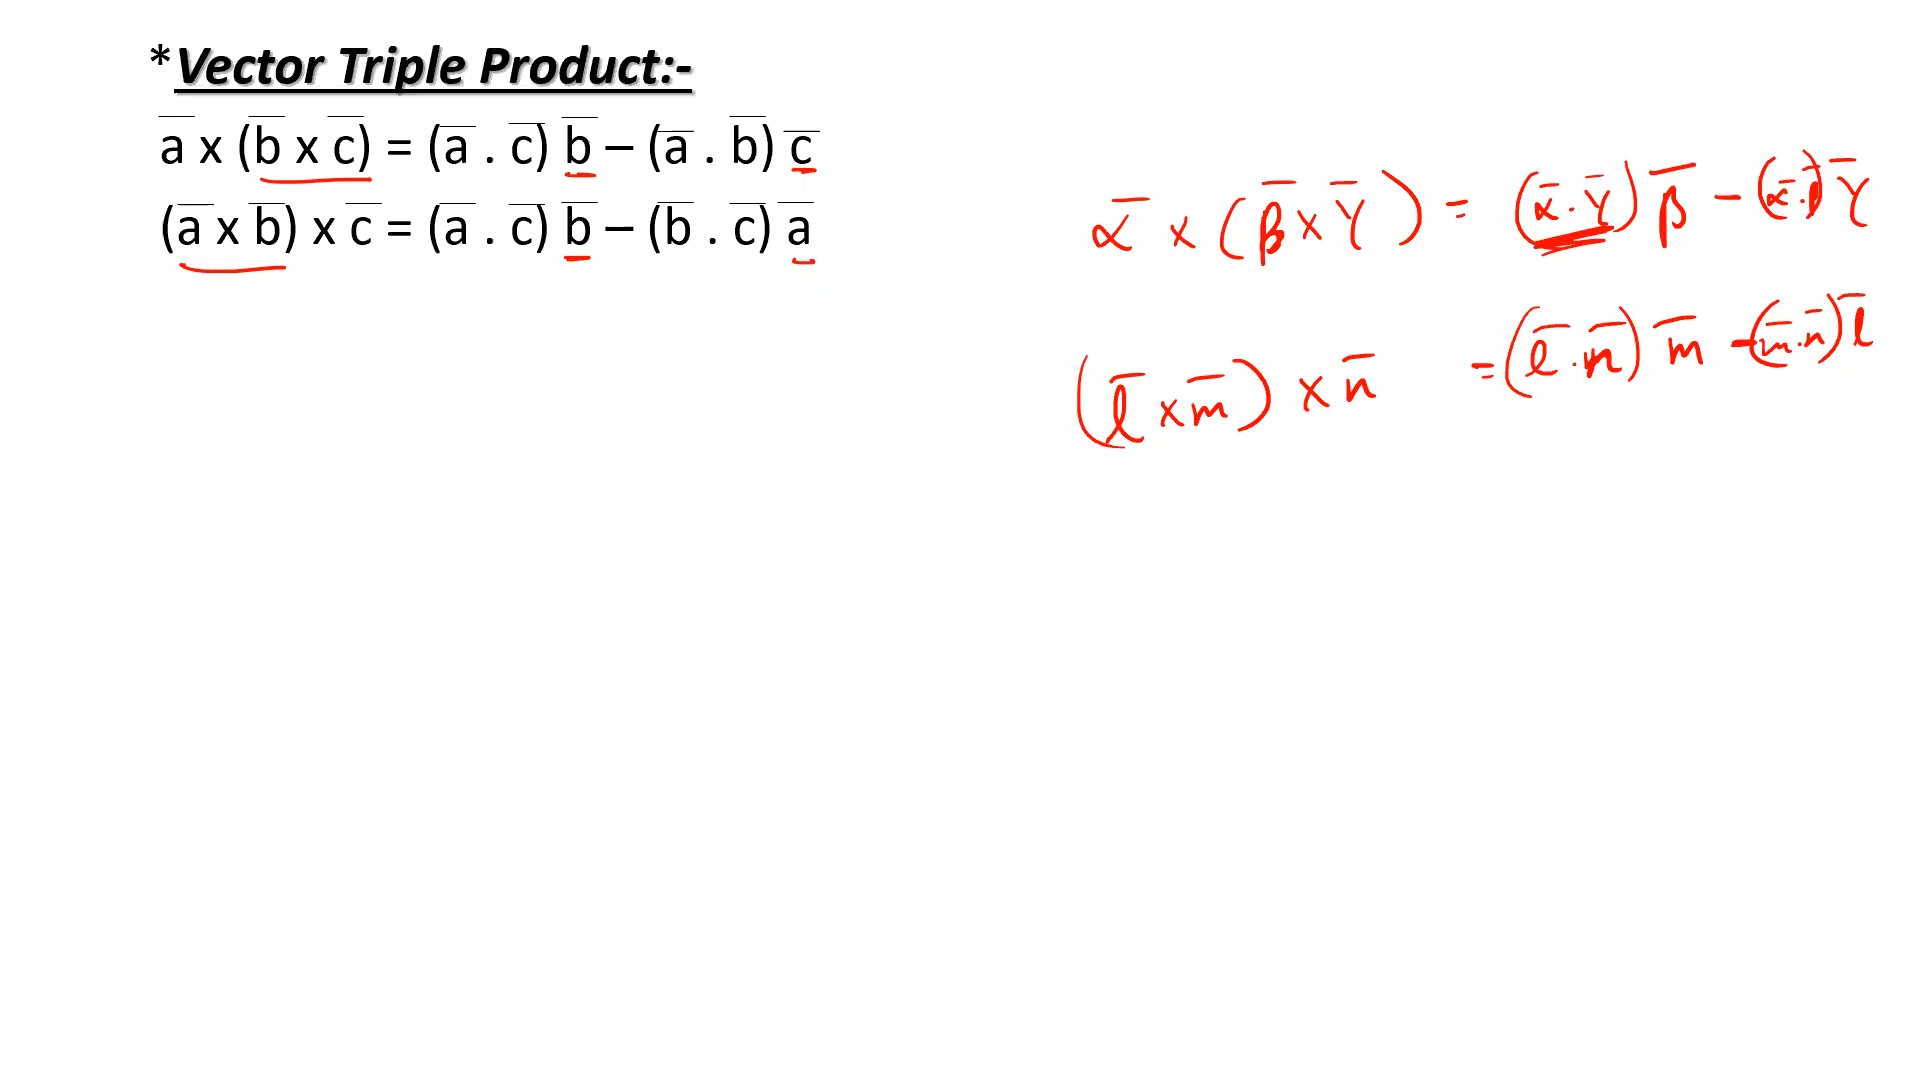 *Vector Triple Product:-
a̅ x (b̅ x c̅) = (a̅ . c̅) b̅ – (a̅ . b̅) c̅
(a̅ x b̅) x c̅ = (a̅ . c̅) b̅ – (b̅ . c̅) a̅
α̅ x (β̅ x γ̅) = (α̅ . γ̅) β̅ – (α̅ . β̅) γ̅
(l̅ x m̅) x n̅ = (l̅ . n̅) m̅ – (m̅ . n̅) l̅